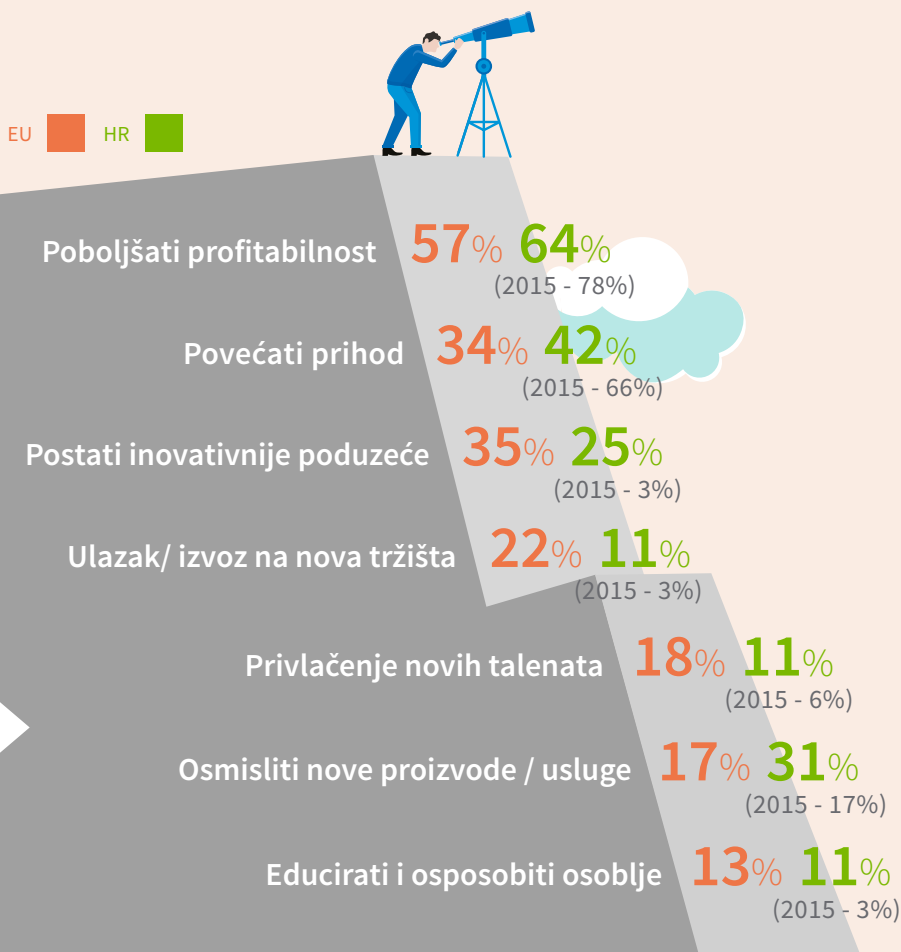 EU HR
Poboljšati profitabilnost 57% 64%
(2015 - 78%)
Povećati prihod 34% 42%
(2015 - 66%)
Postati inovativnije poduzeće 35% 25%
(2015 - 3%)
Ulazak/ izvoz na nova tržišta 22% 11%
(2015 - 3%)
Privlačenje novih talenata 18% 11%
(2015 - 6%)
Osmisliti nove proizvode / usluge 17% 31%
(2015 - 17%)
Educirati i osposobiti osoblje 13% 11%
(2015 - 3%)